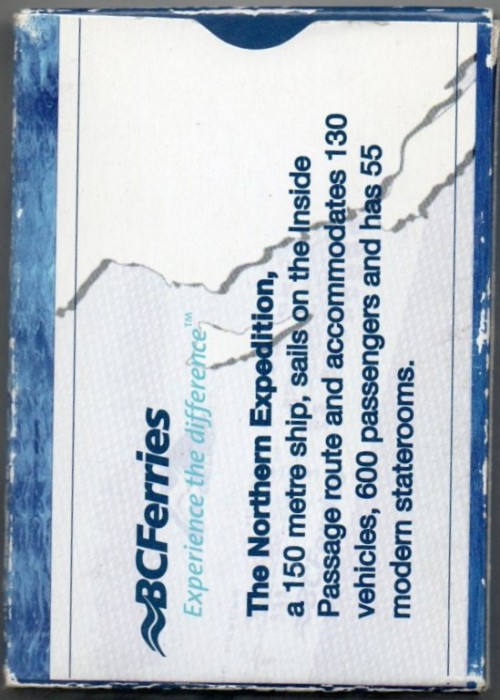 BCFerries
Experience the difference™
The Northern Expedition,
a 150 metre ship, sails on the Inside
Passage route and accommodates 130
vehicles, 600 passengers and has 55
modern staterooms.